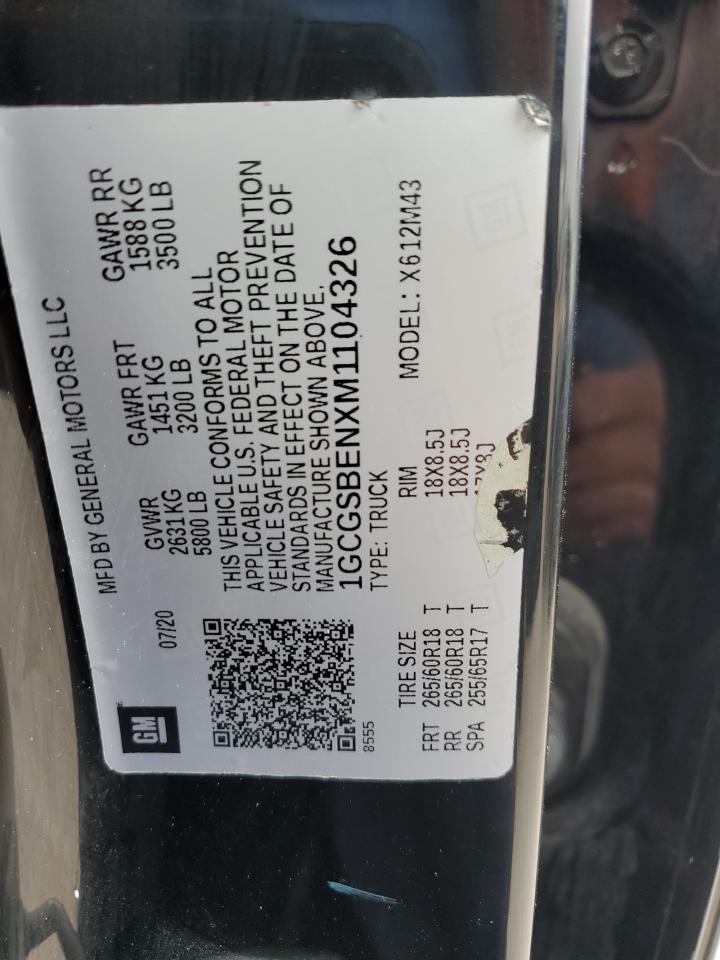 MFD BY GENERAL MOTORS LLC
GM
07/20
GVWR GAWR FRT GAWR RR
2631 KG 1451 KG 1588 KG
5800 LB 3200 LB 3500 LB
THIS VEHICLE CONFORMS TO ALL
APPLICABLE U.S. FEDERAL MOTOR
VEHICLE SAFETY AND THEFT PREVENTION
STANDARDS IN EFFECT ON THE DATE OF
MANUFACTURE SHOWN ABOVE.
1GCGSBENXM1104326
8555
TYPE: TRUCK MODEL: X612M43
TIRE SIZE RIM
FRT 265/60R18 T 18X8.5J
RR 265/60R18 T 18X8.5J
SPA 255/65R17 T